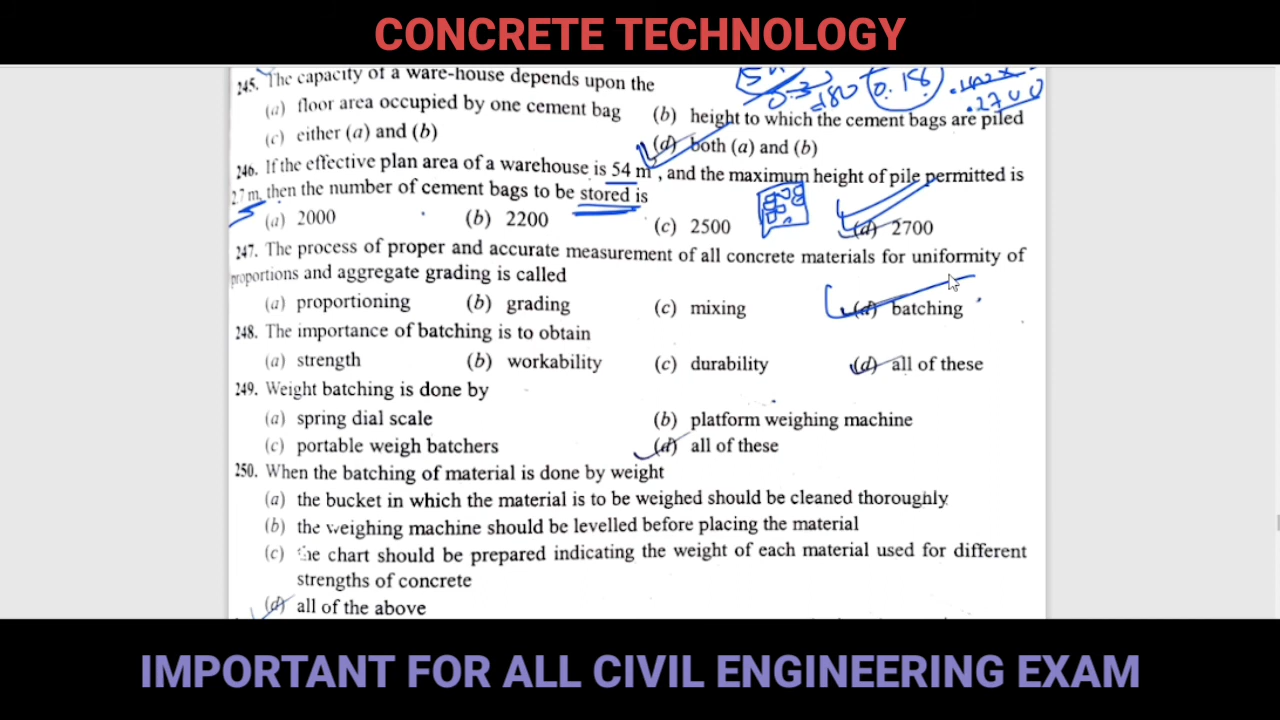 CONCRETE TECHNOLOGY
245. The capacity of a ware-house depends upon the
(a) floor area occupied by one cement bag
(b) height to which the cement bags are piled
(c) either (a) and (b)
(d) both (a) and (b)
246. If the effective plan area of a warehouse is 54 m², and the maximum height of pile permitted is
2.7 m, then the number of cement bags to be stored is
(a) 2000 (b) 2200 (c) 2500 (d) 2700
247. The process of proper and accurate measurement of all concrete materials for uniformity of
proportions and aggregate grading is called
(a) proportioning (b) grading (c) mixing (d) batching
248. The importance of batching is to obtain
(a) strength (b) workability (c) durability (d) all of these
249. Weight batching is done by
(a) spring dial scale (b) platform weighing machine
(c) portable weigh batchers (d) all of these
250. When the batching of material is done by weight
(a) the bucket in which the material is to be weighed should be cleaned thoroughly
(b) the weighing machine should be levelled before placing the material
(c) the chart should be prepared indicating the weight of each material used for different
strengths of concrete
(d) all of the above
IMPORTANT FOR ALL CIVIL ENGINEERING EXAM